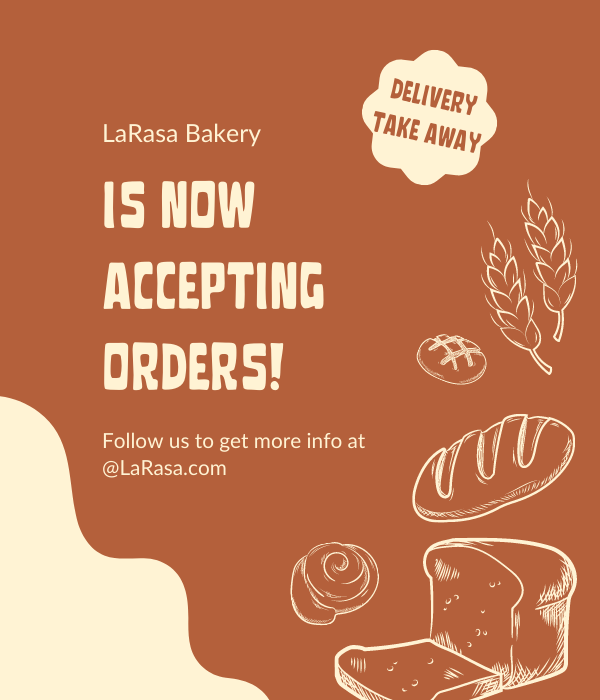 DELIVERY
TAKE AWAY
LaRasa Bakery
IS NOW
ACCEPTING
ORDERS!
Follow us to get more info at
@LaRasa.com